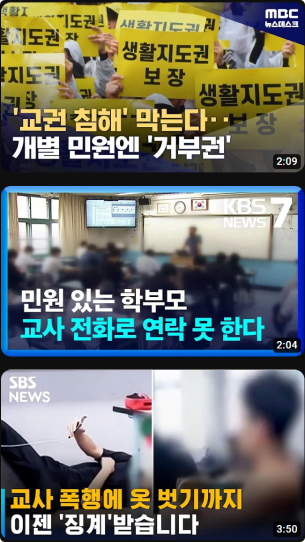 생활지도권
생활지도권
보장
mbc
뉴스데스크
생활지도권
보장
'교권 침해' 막는다‥
개별 민원엔 '거부권'
2:09
KBS 7
NEWS
민원 있는 학부모
교사 전화로 연락 못 한다
2:04
SBS
NEWS
교사 폭행에 옷 벗기까지
이젠 '징계'받습니다
3:50